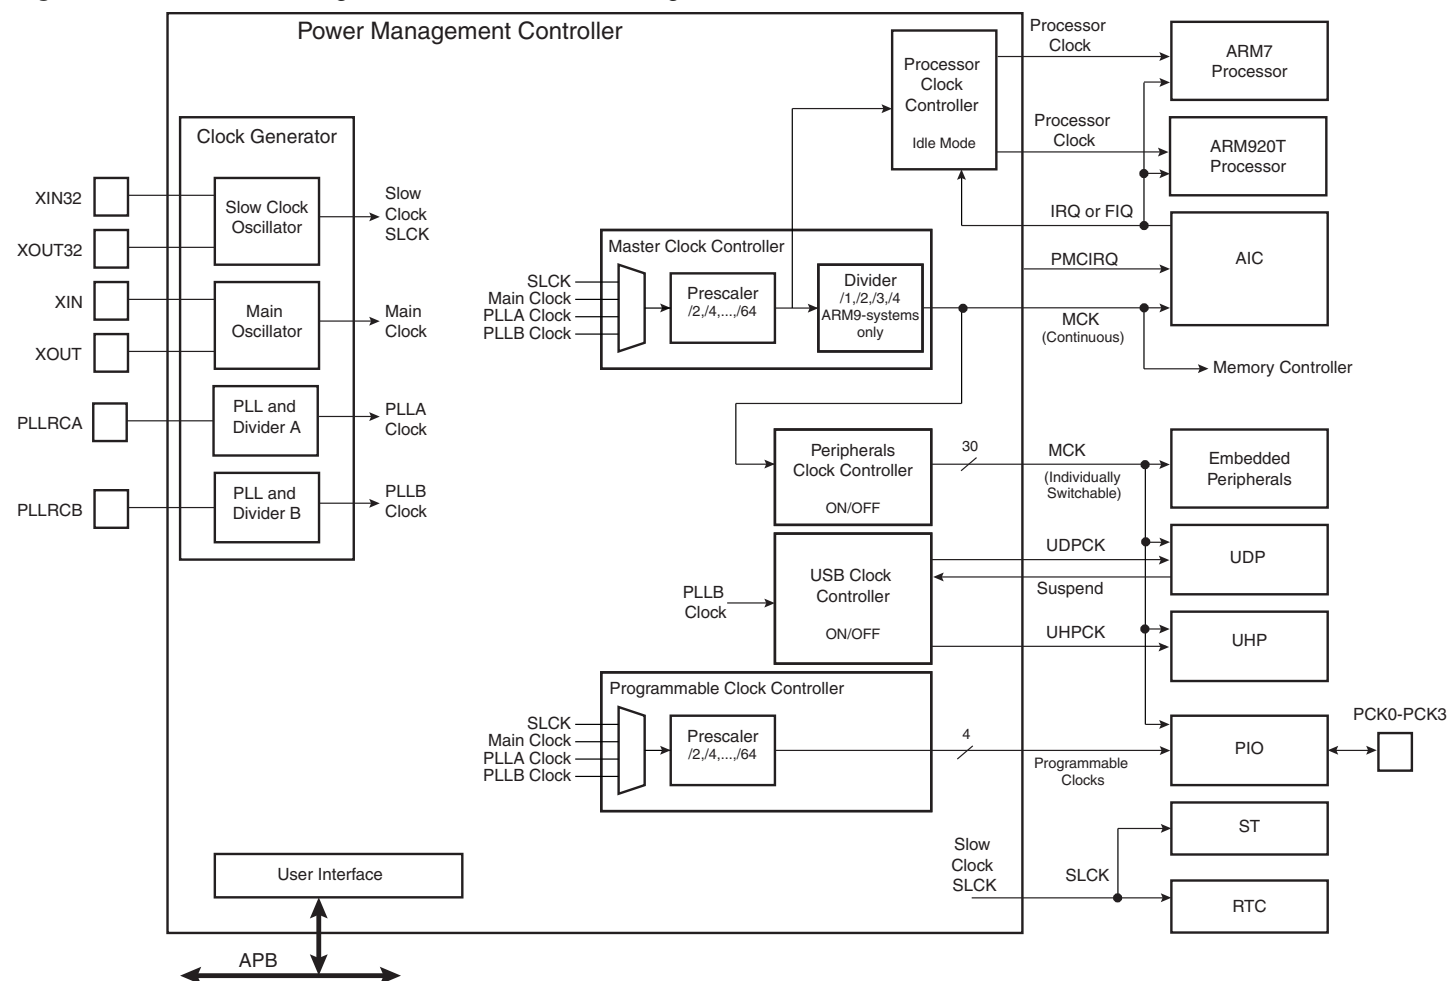 Power Management Controller
Clock Generator
XIN32
XOUT32
Slow Clock
Oscillator
Slow
Clock
SLCK
XIN
XOUT
Main
Oscillator
Main
Clock
PLLRCA
PLL and
Divider A
PLLA
Clock
PLLRCB
PLL and
Divider B
PLLB
Clock
Processor
Clock
Controller
Idle Mode
Processor
Clock
ARM7
Processor
Processor
Clock
ARM920T
Processor
IRQ or FIQ
PMCIRQ
AIC
Master Clock Controller
SLCK
Main Clock
PLLA Clock
PLLB Clock
Prescaler
/2,/4,...,/64
Divider
/1,/2,/3,/4
ARM9-systems
only
MCK
(Continuous)
Memory Controller
Peripherals
Clock Controller
ON/OFF
30
MCK
(Individually
Switchable)
Embedded
Peripherals
PLLB
Clock
USB Clock
Controller
ON/OFF
UDPCK
Suspend
UDP
UHPCK
UHP
Programmable Clock Controller
SLCK
Main Clock
PLLA Clock
PLLB Clock
Prescaler
/2,/4,...,/64
4
Programmable
Clocks
PIO
PCK0-PCK3
Slow
Clock
SLCK
SLCK
ST
RTC
User Interface
APB